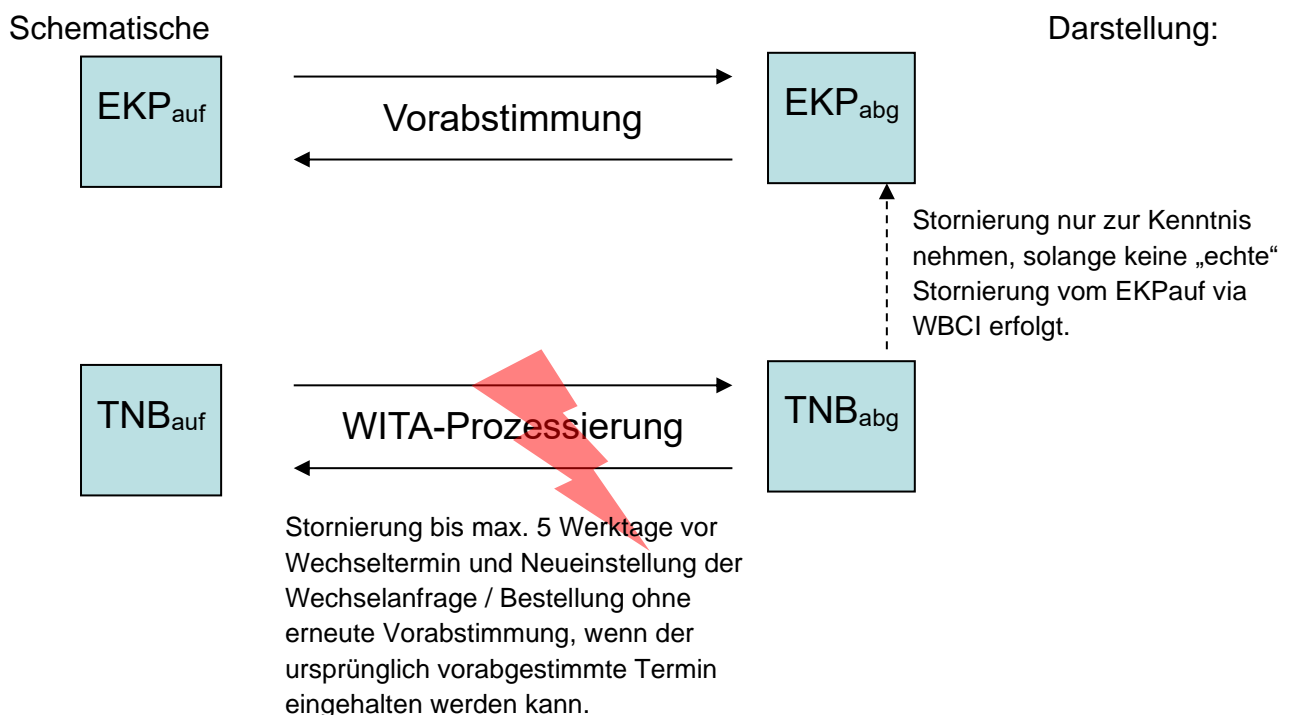 Schematische Darstellung:
EKPauf
Vorabstimmung
EKPabg
Stornierung nur zur Kenntnis
nehmen, solange keine „echte“
Stornierung vom EKPauf via
WBCI erfolgt.
TNBauf
WITA-Prozessierung
TNBabg
Stornierung bis max. 5 Werktage vor
Wechseltermin und Neueinstellung der
Wechselanfrage / Bestellung ohne
erneute Vorabstimmung, wenn der
ursprünglich vorabgestimmte Termin
eingehalten werden kann.